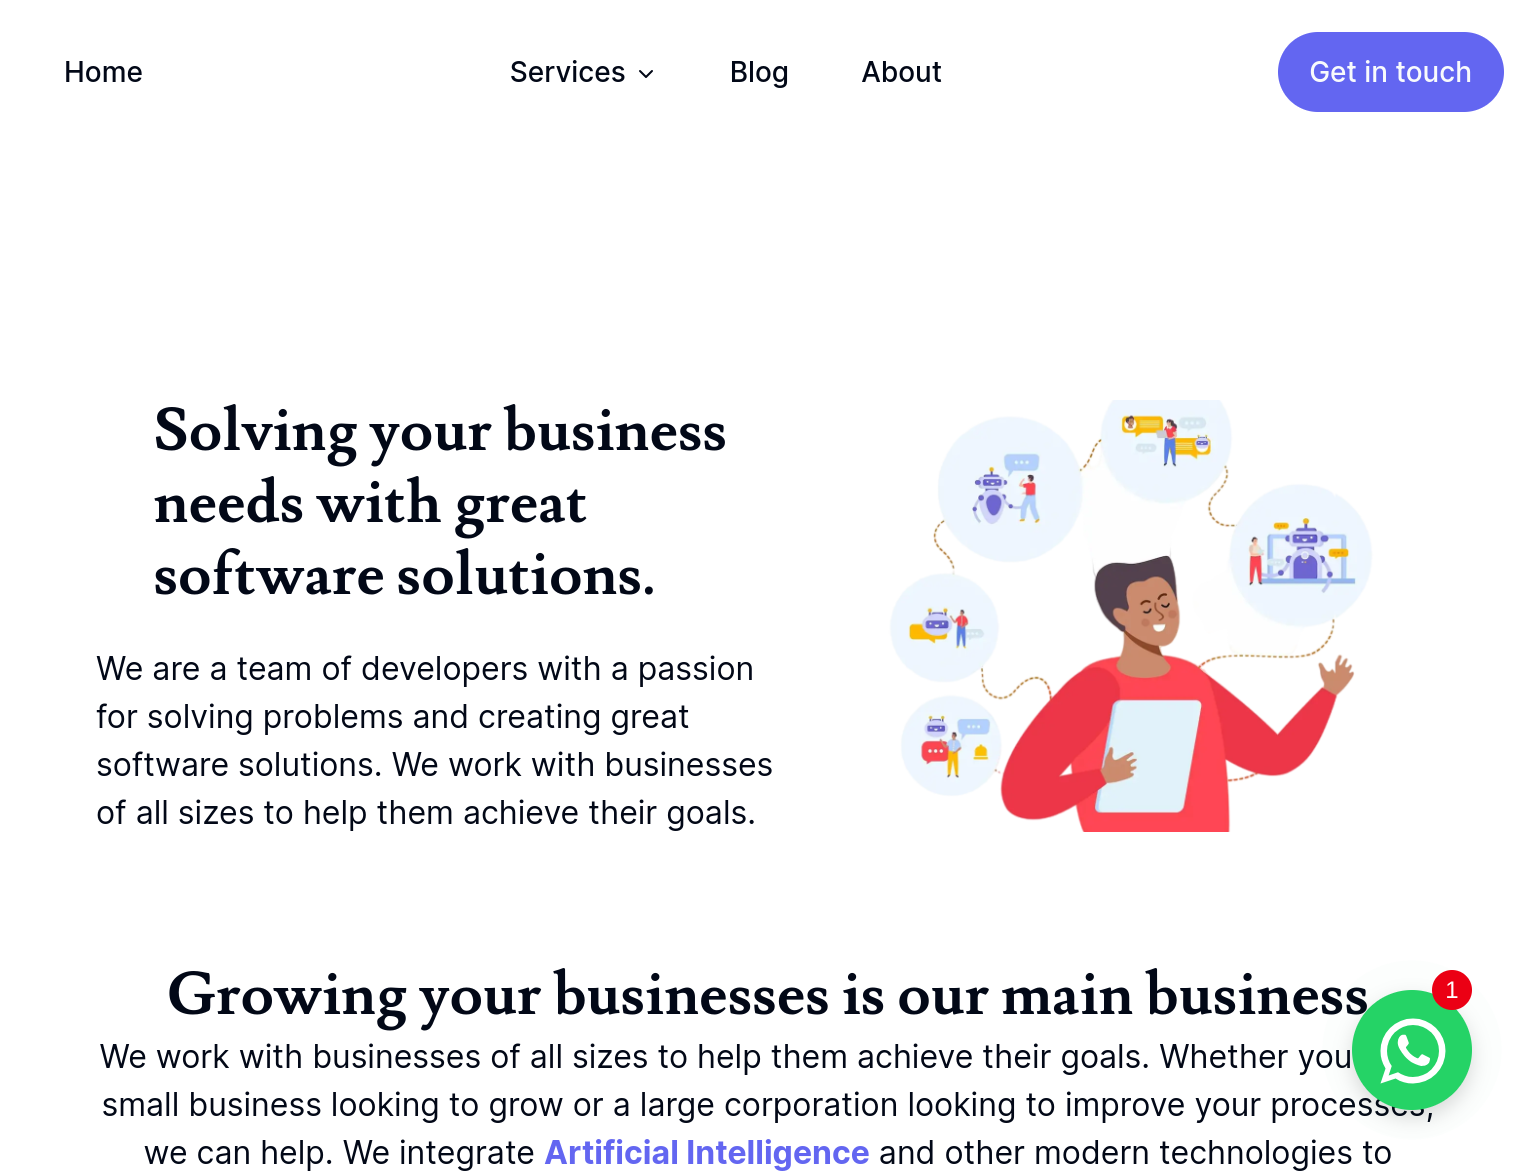 Home
Services
Blog
About
Get in touch
Solving your business
needs with great
software solutions.
We are a team of developers with a passion
for solving problems and creating great
software solutions. We work with businesses
of all sizes to help them achieve their goals.
Growing your businesses is our main business
1
We work with businesses of all sizes to help them achieve their goals. Whether you
small business looking to grow or a large corporation looking to improve your processes,
we can help. We integrate Artificial Intelligence and other modern technologies to